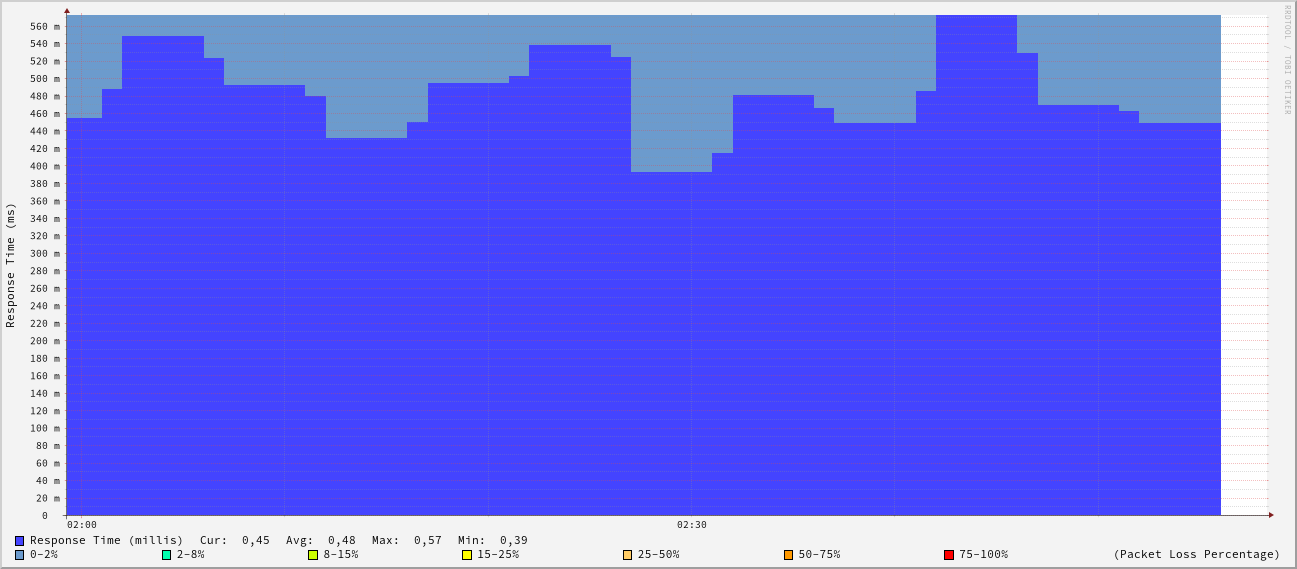 RRDTOOL / TOBI OETIKER
Response Time (ms)
560 m
540 m
520 m
500 m
480 m
460 m
440 m
420 m
400 m
380 m
360 m
340 m
320 m
300 m
280 m
260 m
240 m
220 m
200 m
180 m
160 m
140 m
120 m
100 m
80 m
60 m
40 m
20 m
0
02:00 02:30
Response Time (millis) Cur: 0,45 Avg: 0,48 Max: 0,57 Min: 0,39
0-2% 2-8% 8-15% 15-25% 25-50% 50-75% 75-100% (Packet Loss Percentage)